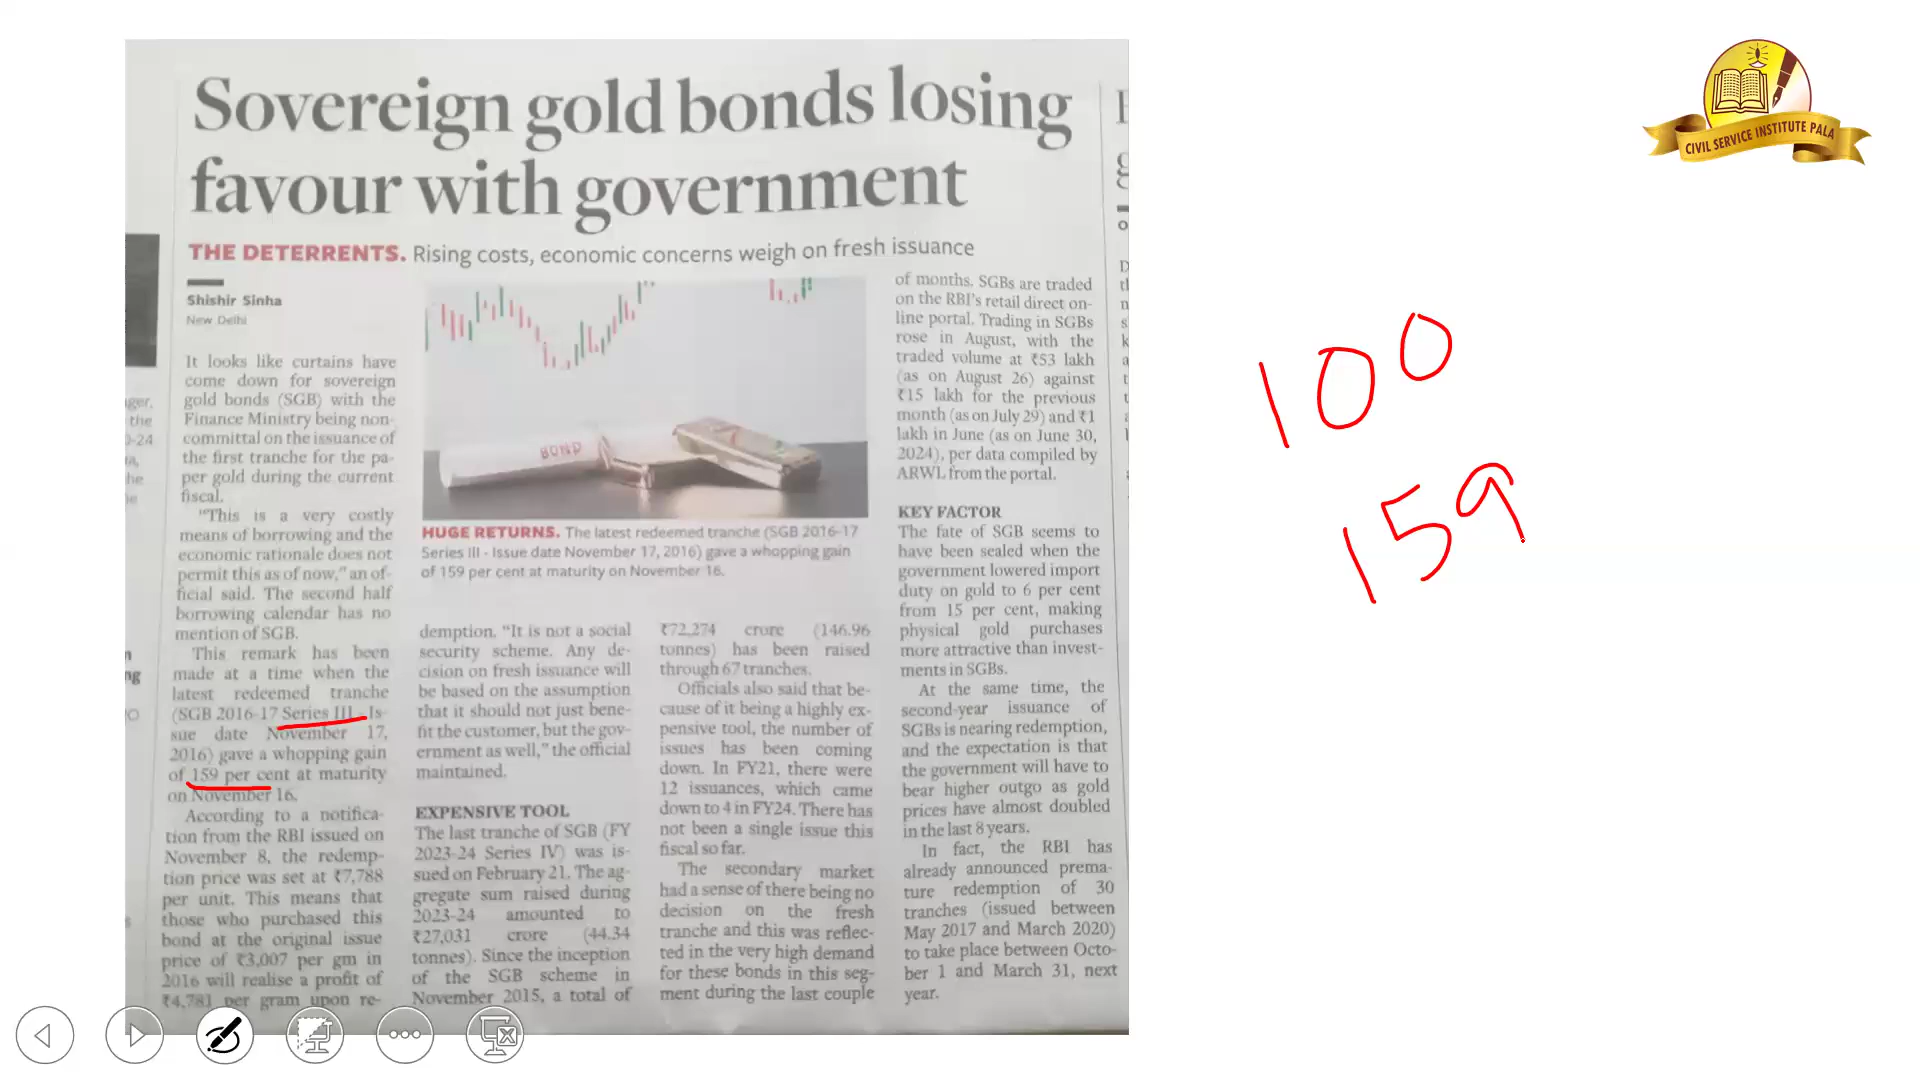 Sovereign gold bonds losing
favour with government
THE DETERRENTS. Rising costs, economic concerns weigh on fresh issuance
Shishir Sinha
New Delhi
It looks like curtains have
come down for sovereign
gold bonds (SGB) with the
Finance Ministry being non-
committal on the issuance of
the first tranche for the pa-
per gold during the current
fiscal.
"This is a very costly
means of borrowing and the
economic rationale does not
permit this as of now," an of-
ficial said. The second half
borrowing calendar has no
mention of SGB.
This remark has been
made at a time when the
latest redeemed tranche
(SGB 2016-17 Series III - Is-
sue date November 17,
2016) gave a whopping gain
of 159 per cent at maturity
on November 16.
According to a notifica-
tion from the RBI issued on
November 8, the redemp-
tion price was set at ₹7,788
per unit. This means that
those who purchased this
bond at the original issue
price of ₹3,007 per gm in
2016 will realise a profit of
₹4,781 per gram upon re-
BOND
HUGE RETURNS. The latest redeemed tranche (SGB 2016-17
Series III - Issue date November 17, 2016) gave a whopping gain
of 159 per cent at maturity on November 16.
demption. "It is not a social
security scheme. Any de-
cision on fresh issuance will
be based on the assumption
that it should not just bene-
fit the customer, but the gov-
ernment as well," the official
maintained.
EXPENSIVE TOOL
The last tranche of SGB (FY
2023-24 Series IV) was is-
sued on February 21. The ag-
gregate sum raised during
2023-24 amounted to
₹27,031 crore (44.34
tonnes). Since the inception
of the SGB scheme in
November 2015, a total of
₹72,274 crore (146.96
tonnes) has been raised
through 67 tranches.
Officials also said that be-
cause of it being a highly ex-
pensive tool, the number of
issues has been coming
down. In FY21, there were
12 issuances, which came
down to 4 in FY24. There has
not been a single issue this
fiscal so far.
The secondary market
had a sense of there being no
decision on the fresh
tranche and this was reflec-
ted in the very high demand
for these bonds in this seg-
ment during the last couple
of months. SGBs are traded
on the RBI's retail direct on-
line portal. Trading in SGBs
rose in August, with the
traded volume at ₹53 lakh
(as on August 26) against
₹15 lakh for the previous
month (as on July 29) and ₹1
lakh in June (as on June 30,
2024), per data compiled by
ARWL from the portal.
KEY FACTOR
The fate of SGB seems to
have been sealed when the
government lowered import
duty on gold to 6 per cent
from 15 per cent, making
physical gold purchases
more attractive than invest-
ments in SGBs.
At the same time, the
second-year issuance of
SGBs is nearing redemption,
and the expectation is that
the government will have to
bear higher outgo as gold
prices have almost doubled
in the last 8 years.
In fact, the RBI has
already announced prema-
ture redemption of 30
tranches (issued between
May 2017 and March 2020)
to take place between Octo-
ber 1 and March 31, next
year.
100
159
CIVIL SERVICE INSTITUTE PALA